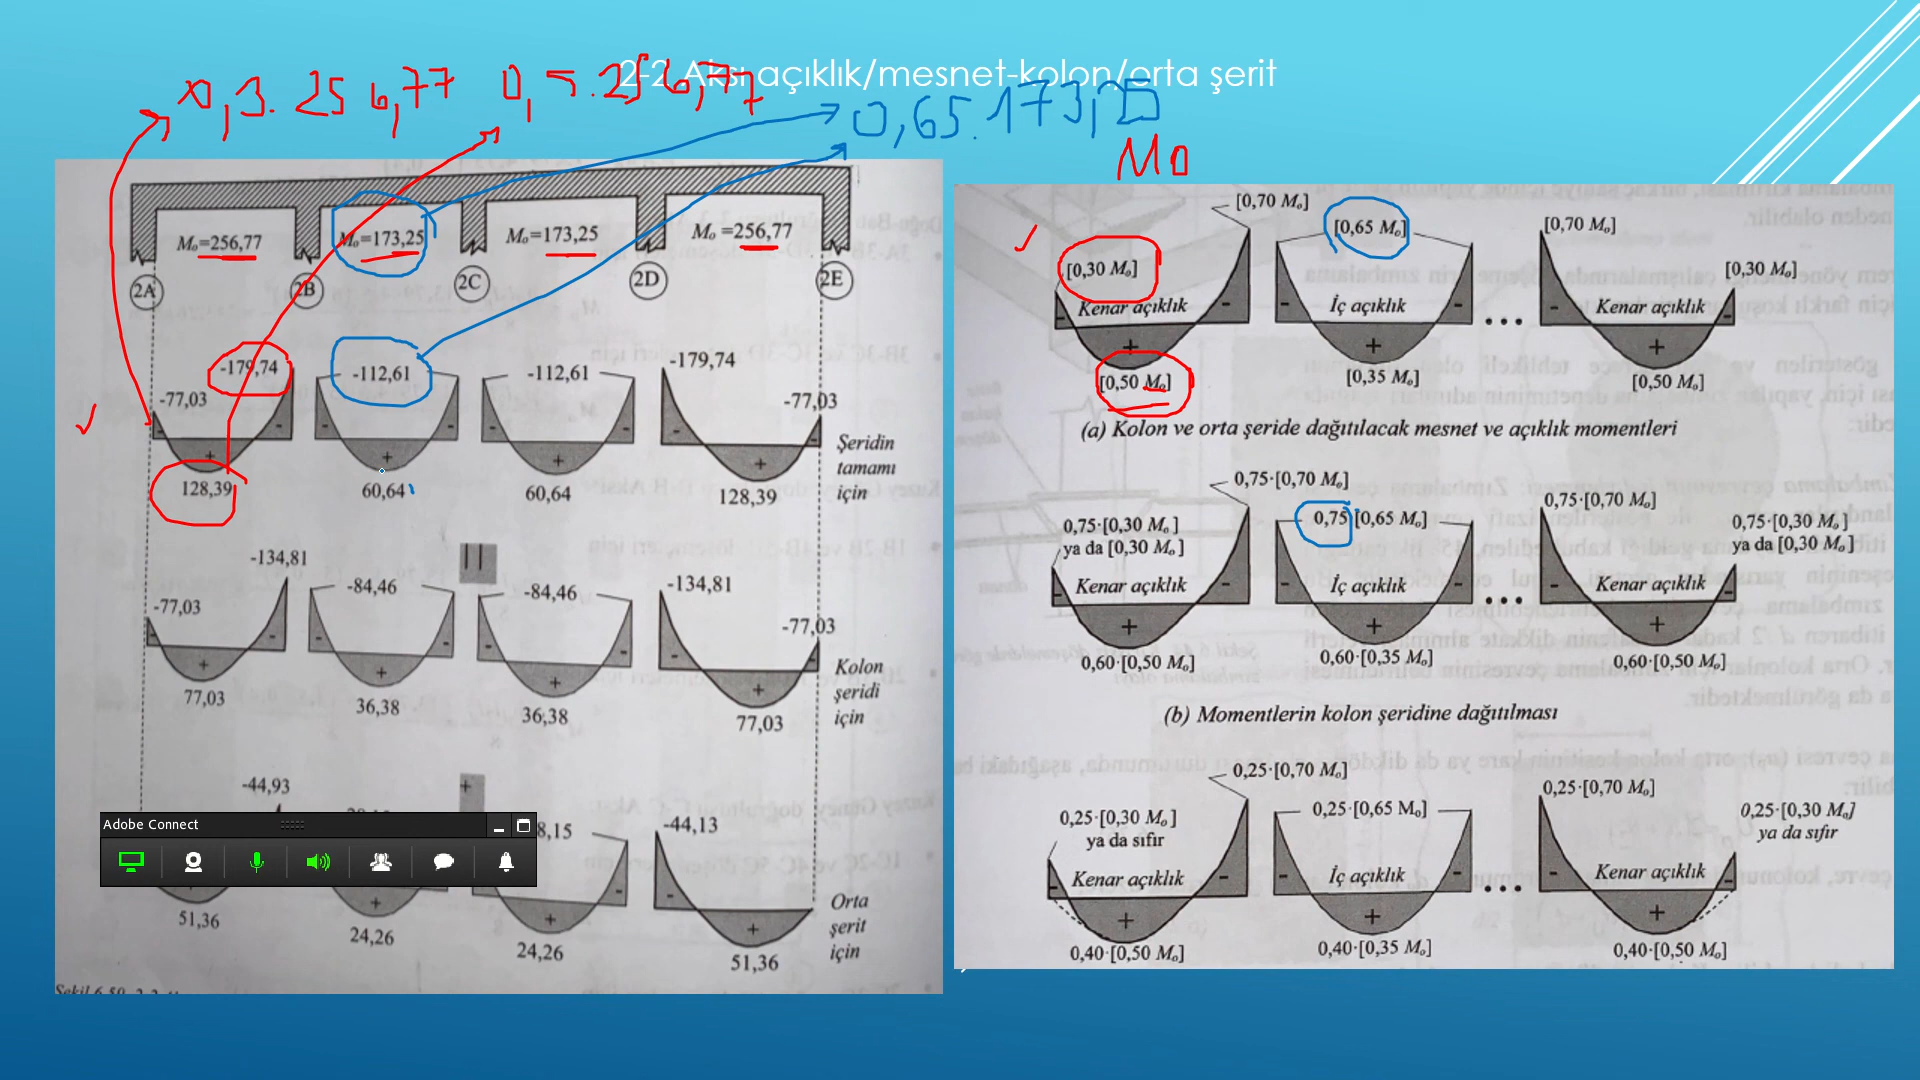 2-2 Aksı açıklık/mesnet-kolon/orta şerit
0,3.256,77
0,5.256,77
0,65.173,25
M0
Mₒ=256,77
Mₒ=173,25
Mₒ=173,25
Mₒ=256,77
2A
2B
2C
2D
2E
-77,03
-179,74
-112,61
-112,61
-179,74
-77,03
128,39
60,64
60,64
128,39
Şeridin
tamamı
için
-77,03
-134,81
-84,46
-84,46
-134,81
-77,03
77,03
36,38
36,38
77,03
Kolon
şeridi
için
-44,93
8,15
-44,13
51,36
24,26
24,26
51,36
Orta
şerit
için
Adobe Connect
[0,30 Mₒ]
[0,70 Mₒ]
[0,65 Mₒ]
[0,70 Mₒ]
[0,30 Mₒ]
Kenar açıklık
İç açıklık
Kenar açıklık
[0,50 Mₒ]
[0,35 Mₒ]
[0,50 Mₒ]
(a) Kolon ve orta şeride dağıtılacak mesnet ve açıklık momentleri
0,75·[0,30 Mₒ]
ya da [0,30 Mₒ]
0,75·[0,70 Mₒ]
0,75·[0,65 Mₒ]
0,75·[0,70 Mₒ]
0,75·[0,30 Mₒ]
ya da [0,30 Mₒ]
Kenar açıklık
İç açıklık
Kenar açıklık
0,60·[0,50 Mₒ]
0,60·[0,35 Mₒ]
0,60·[0,50 Mₒ]
(b) Momentlerin kolon şeridine dağıtılması
0,25·[0,30 Mₒ]
ya da sıfır
0,25·[0,70 Mₒ]
0,25·[0,65 Mₒ]
0,25·[0,70 Mₒ]
0,25·[0,30 Mₒ]
ya da sıfır
Kenar açıklık
İç açıklık
Kenar açıklık
0,40·[0,50 Mₒ]
0,40·[0,35 Mₒ]
0,40·[0,50 Mₒ]